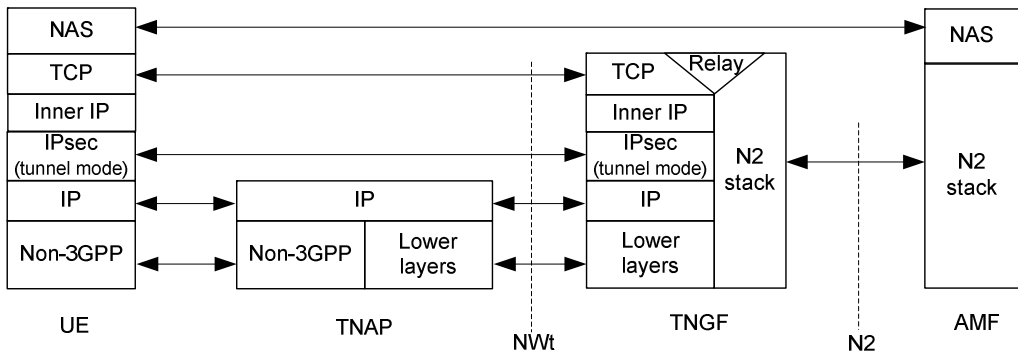 NAS
NAS
TCP
TCP
Relay
Inner IP
Inner IP
IPsec
(tunnel mode)
IPsec
(tunnel mode)
N2
stack
N2
stack
IP
IP
IP
Non-3GPP
Non-3GPP
Lower
layers
Lower
layers
UE
TNAP
NWt
TNGF
N2
AMF